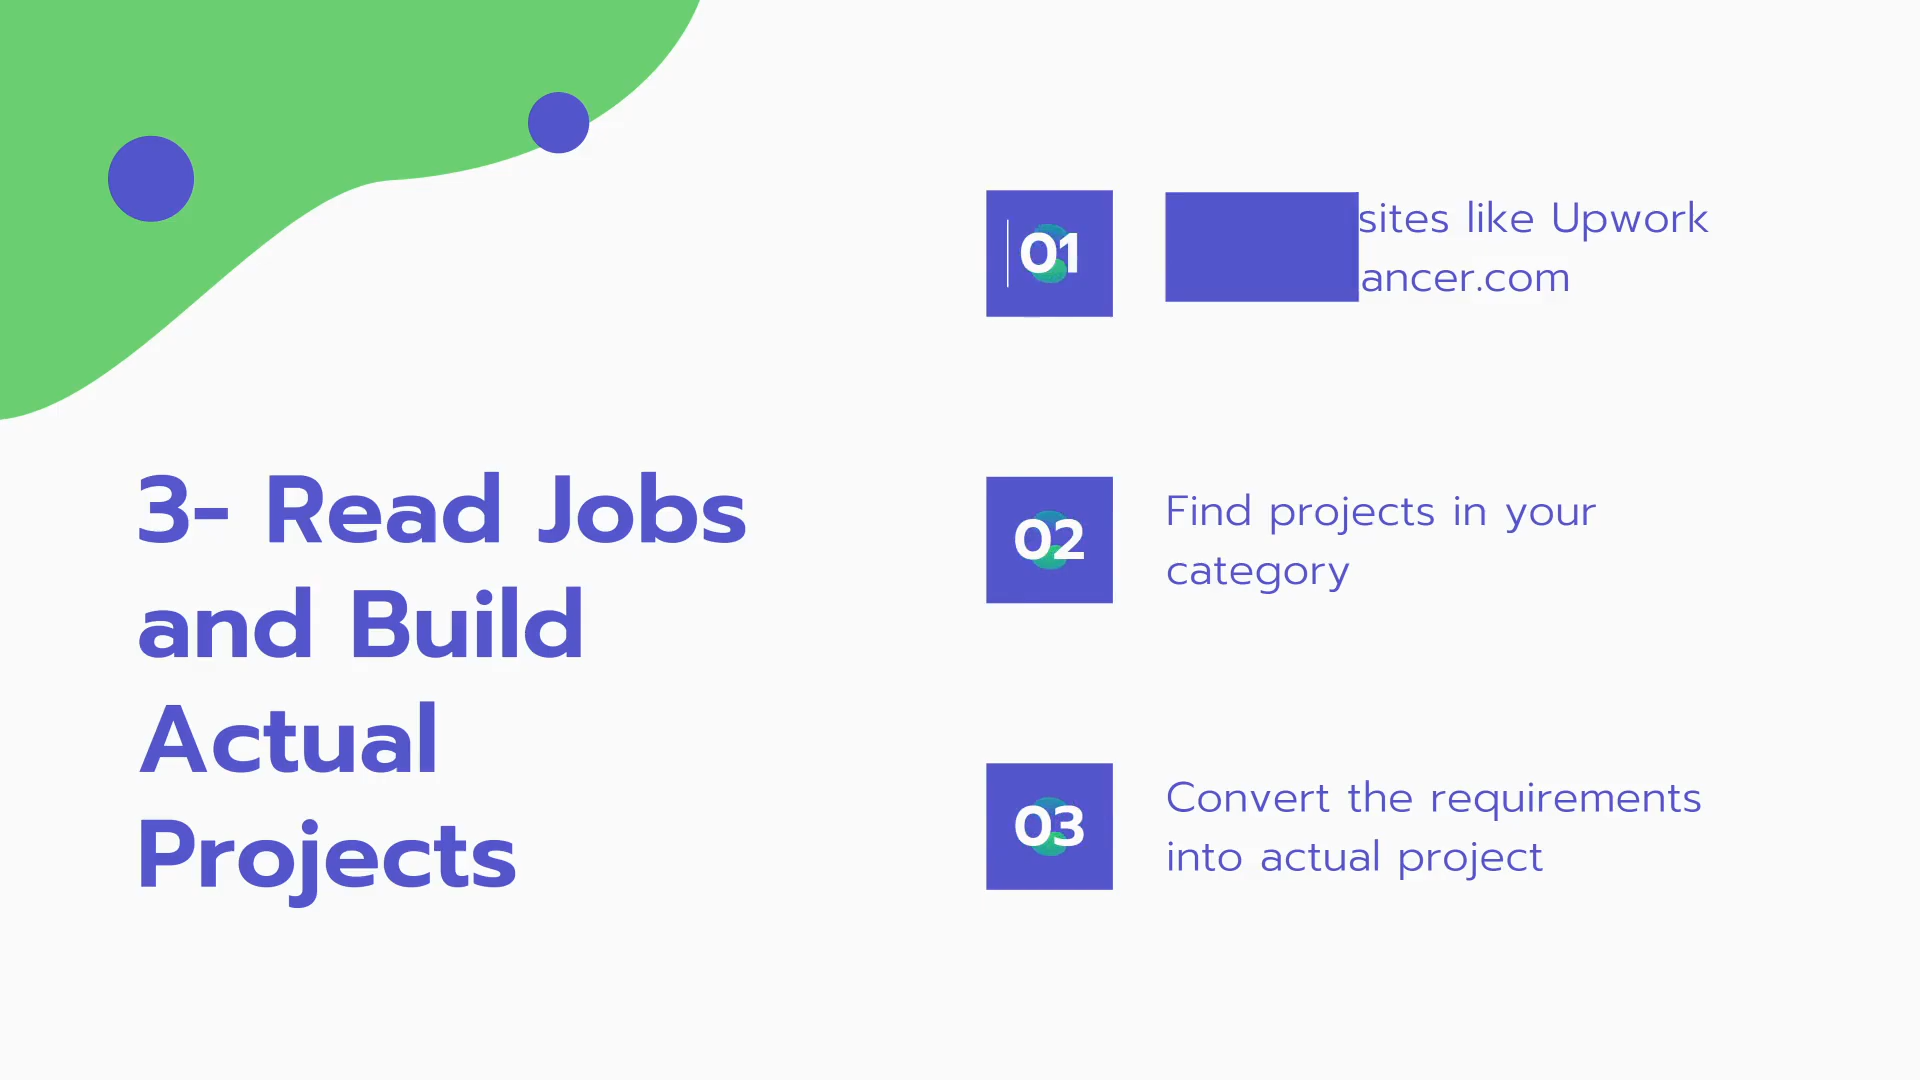 3- Read Jobs
and Build
Actual
Projects
01
sites like Upwork
ancer.com
02
Find projects in your
category
03
Convert the requirements
into actual project